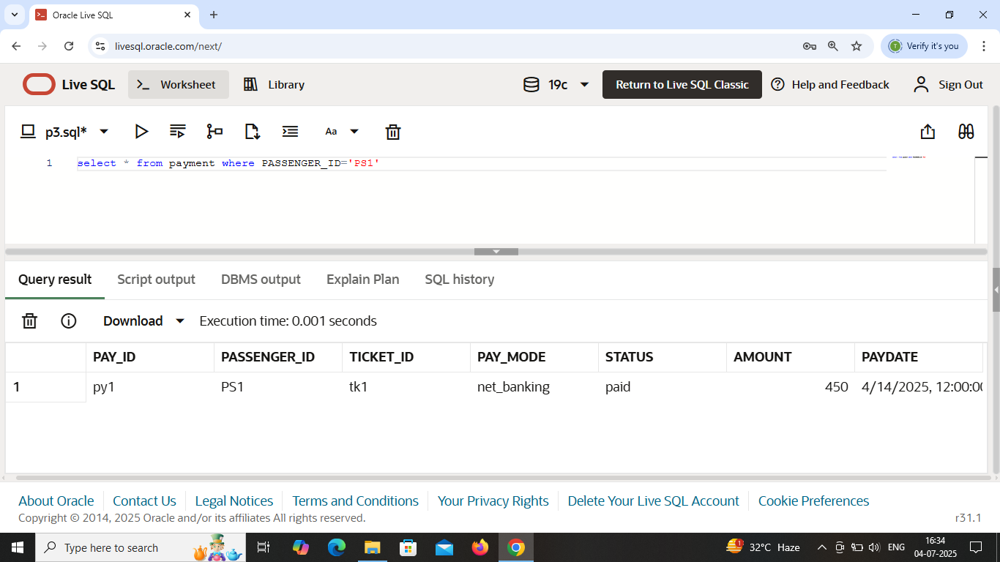 Oracle Live SQL
livesql.oracle.com/next/
T
Verify it's you
Live SQL
Worksheet
Library
19c
Return to Live SQL Classic
Help and Feedback
Sign Out
p3.sql*
Aa
1 select * from payment where PASSENGER_ID='PS1'
Query result Script output DBMS output Explain Plan SQL history
Download Execution time: 0.001 seconds
PAY_ID PASSENGER_ID TICKET_ID PAY_MODE STATUS AMOUNT PAYDATE
1 py1 PS1 tk1 net_banking paid 450 4/14/2025, 12:00:00
About Oracle Contact Us Legal Notices Terms and Conditions Your Privacy Rights Delete Your Live SQL Account Cookie Preferences
Copyright © 2014, 2025 Oracle and/or its affiliates All rights reserved. r31.1
Type here to search
1
32°C Haze
ENG
16:34
04-07-2025